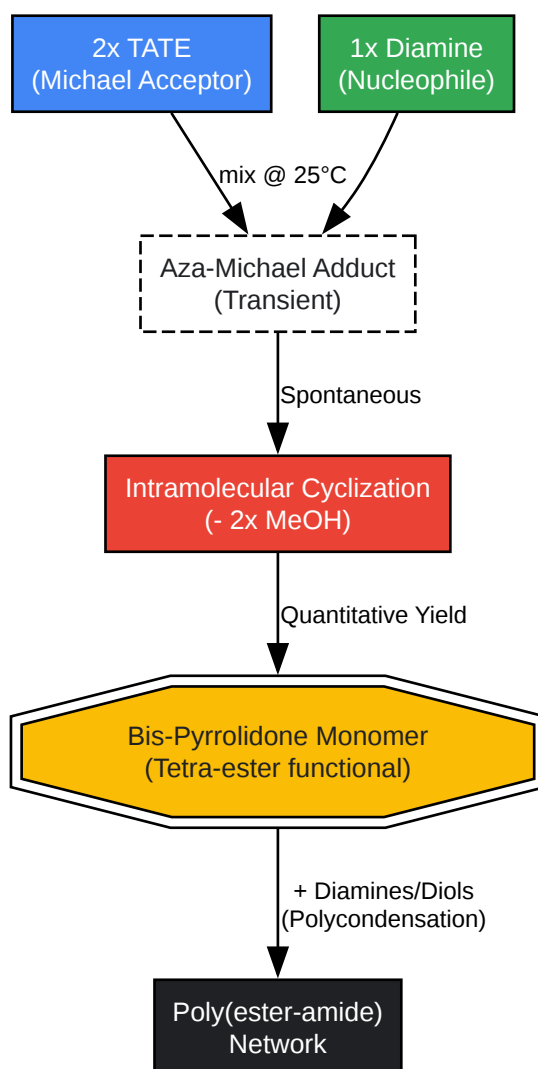 2x TATE
(Michael Acceptor)
1x Diamine
(Nucleophile)
mix @ 25°C
Aza-Michael Adduct
(Transient)
Spontaneous
Intramolecular Cyclization
(- 2x MeOH)
Quantitative Yield
Bis-Pyrrolidone Monomer
(Tetra-ester functional)
+ Diamines/Diols
(Polycondensation)
Poly(ester-amide)
Network